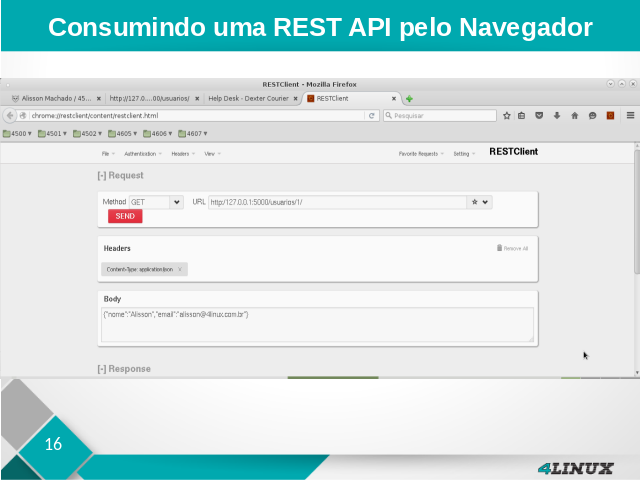 Consumindo uma REST API pelo Navegador
RESTClient - Mozilla Firefox
Alisson Machado / 45... × http://127.0....00/usuarios/ × Help Desk - Dexter Courier × RESTClient ×
chrome://restclient/content/restclient.html Pesquisar
4500 4501 4502 4605 4606 4607
File Authentication Headers View Favorite Requests Setting RESTClient
[-] Request
Method GET URL http://127.0.0.1:5000/usuarios/1/
SEND
Headers Remove All
Content-Type: application/json ×
Body
{"nome":"Alisson","email":"alisson@4linux.com.br"}
[-] Response
16
4LINUX